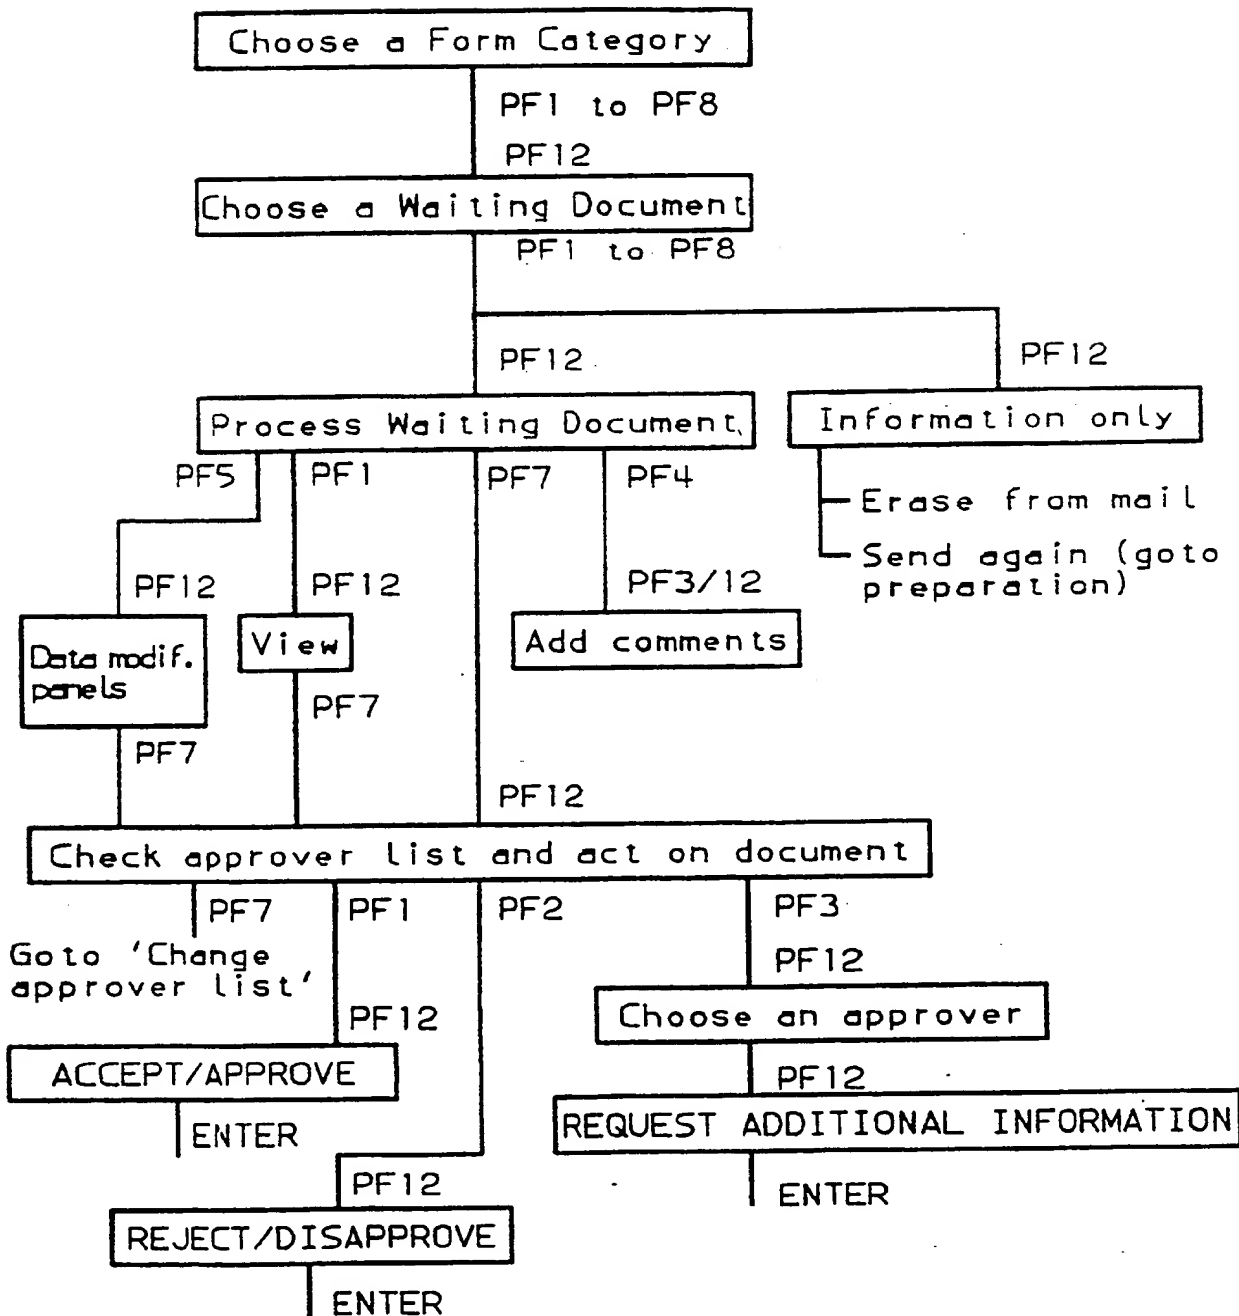 Choose a Form Category
PF1 to PF8
PF12
Choose a Waiting Document
PF1 to PF8
PF12
PF12
Process Waiting Document
Information only
PF5
PF1
PF7
PF4
Erase from mail
Send again (goto
preparation)
PF12
PF12
PF3/12
Data modif.
panels
View
Add comments
PF7
PF7
PF12
Check approver list and act on document
PF7
PF1
PF2
PF3
Goto 'Change
approver list'
PF12
PF12
Choose an approver
ACCEPT/APPROVE
PF12
ENTER
REQUEST ADDITIONAL INFORMATION
PF12
ENTER
REJECT/DISAPPROVE
ENTER